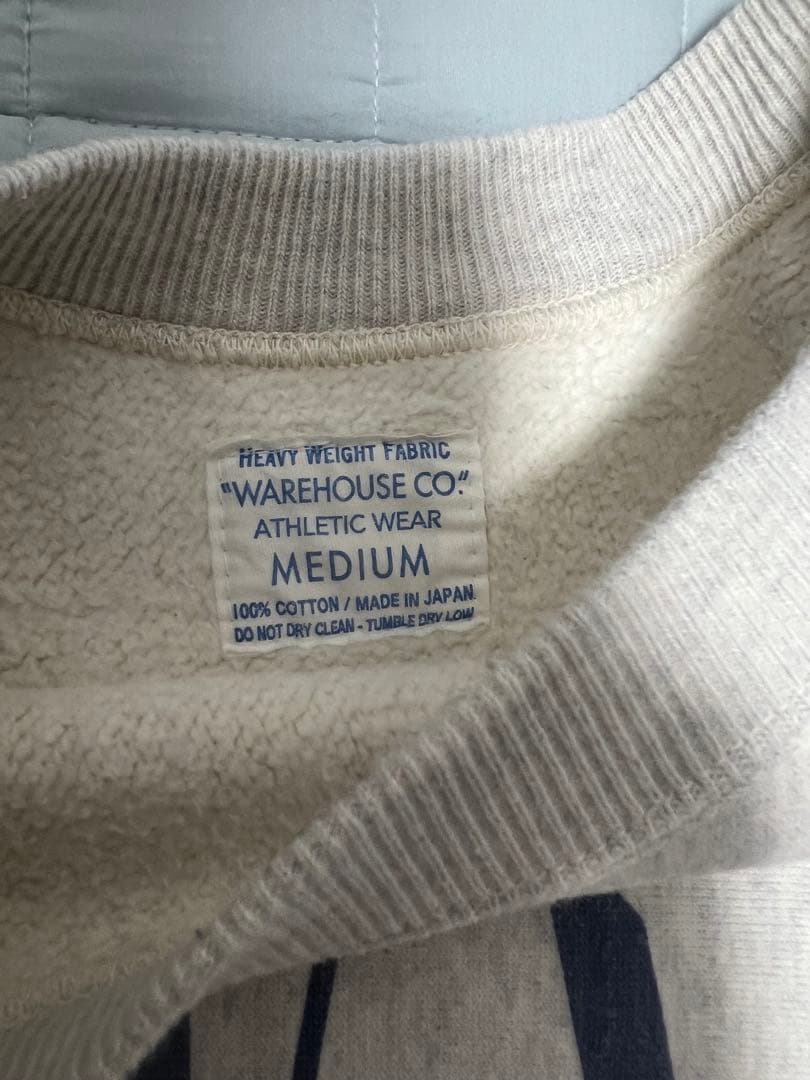 HEAVY WEIGHT FABRIC
"WAREHOUSE CO."
ATHLETIC WEAR
MEDIUM
100% COTTON / MADE IN JAPAN.
DO NOT DRY CLEAN - TUMBLE DRY LOW